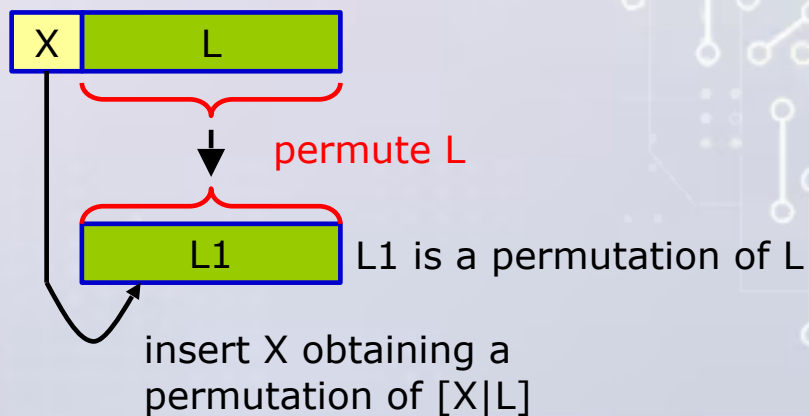 X L
permute L
L1 L1 is a permutation of L
insert X obtaining a
permutation of [X|L]